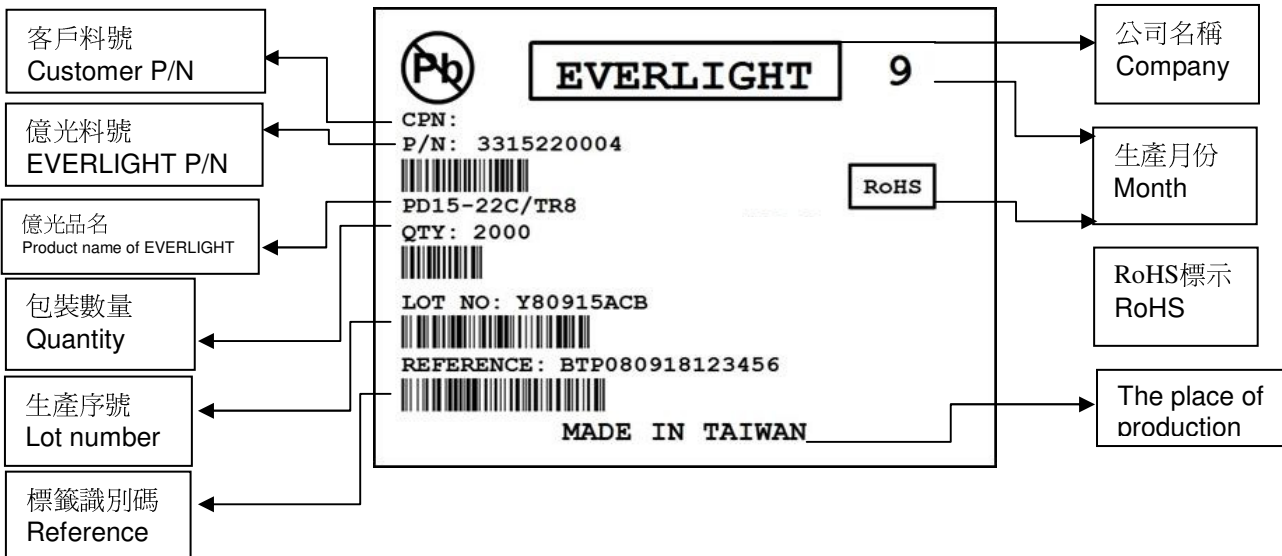 客戶料號
Customer P/N
億光料號
EVERLIGHT P/N
億光品名
Product name of EVERLIGHT
包裝數量
Quantity
生產序號
Lot number
標籤識別碼
Reference
Pb
EVERLIGHT
9
CPN:
P/N: 3315220004
RoHS
PD15-22C/TR8
QTY: 2000
LOT NO: Y80915ACB
REFERENCE: BTP080918123456
MADE IN TAIWAN
公司名稱
Company
生產月份
Month
RoHS標示
RoHS
The place of
production